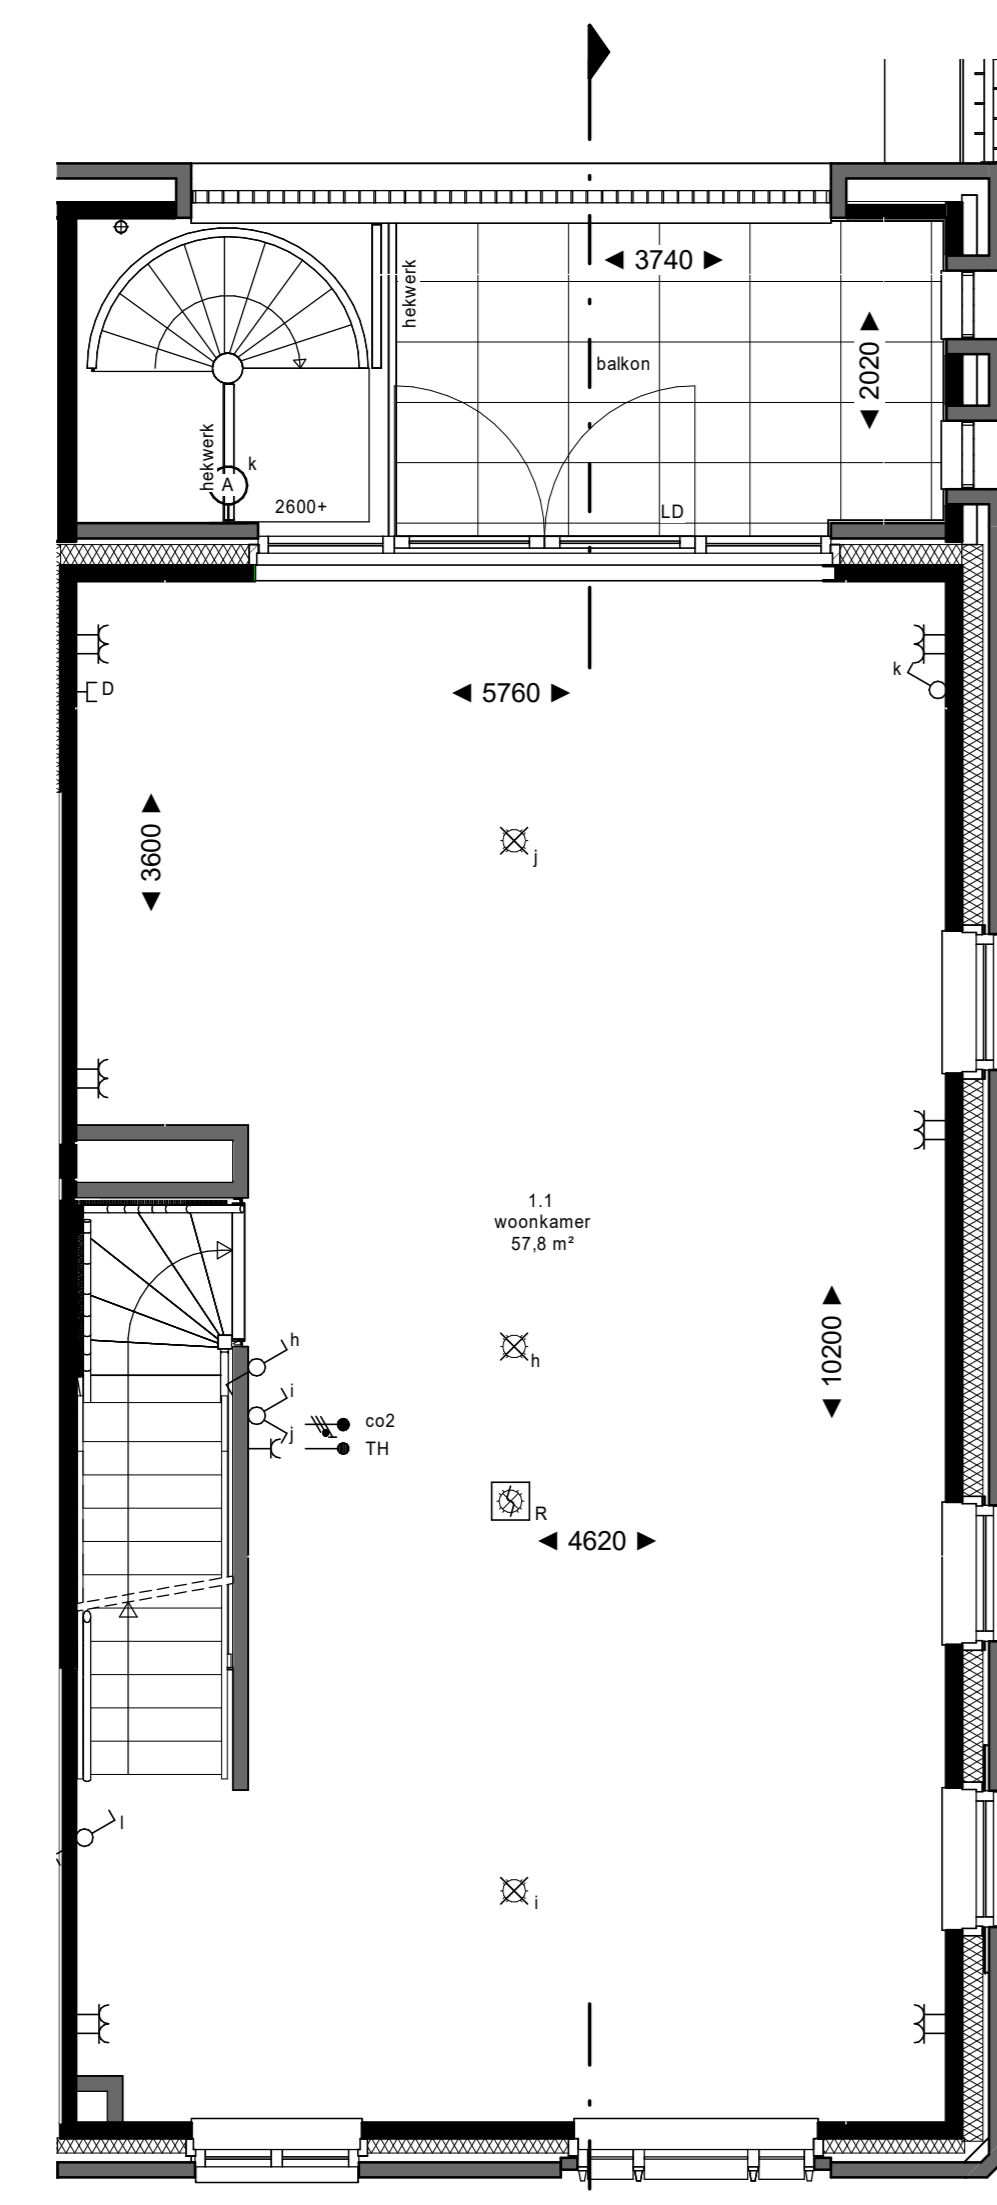 3740
hekwerk
balkon
2020
hekwerk
k
A
2600+
LD
D
k
5760
3600
j
1.1
woonkamer
57,8 m²
10200
h
h
i
j
co2
TH
R
4620
l
i